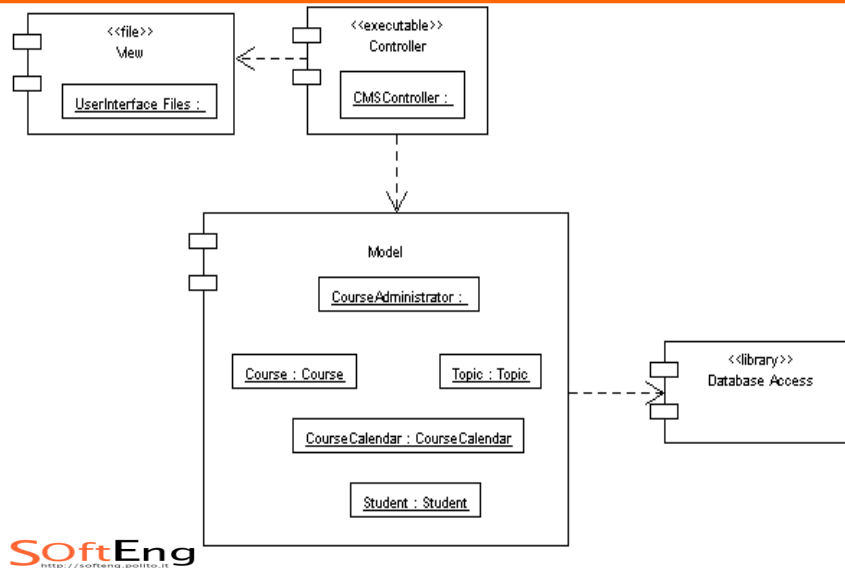 <<file>>
View
UserInterface Files :
<<executable>>
Controller
CMSController :
Model
CourseAdministrator :
Course : Course
Topic : Topic
CourseCalendar : CourseCalendar
Student : Student
<<library>>
Database Access
SOftEng
http://softeng.polito.it